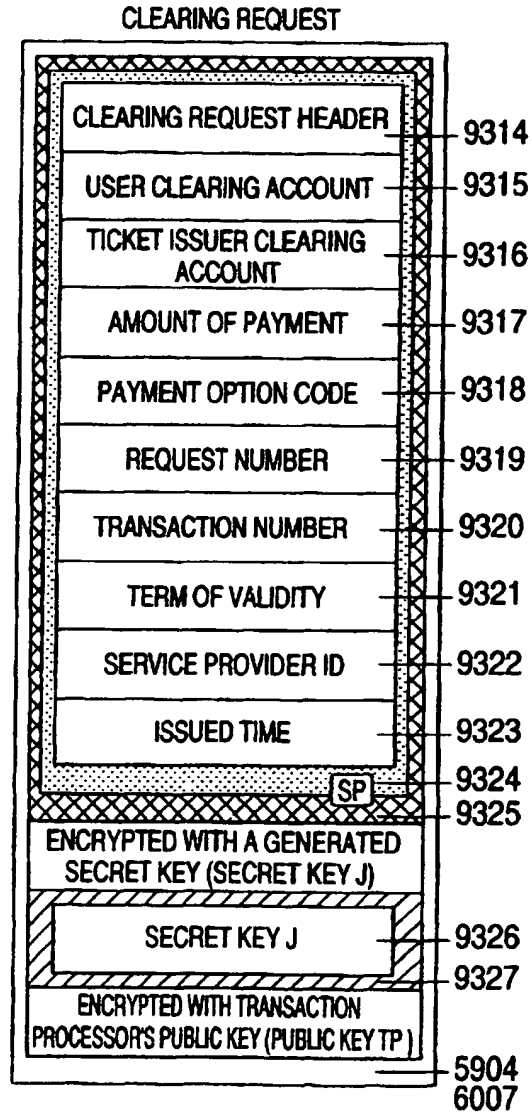 CLEARING REQUEST
CLEARING REQUEST HEADER
9314
USER CLEARING ACCOUNT
9315
TICKET ISSUER CLEARING
ACCOUNT
9316
AMOUNT OF PAYMENT
9317
PAYMENT OPTION CODE
9318
REQUEST NUMBER
9319
TRANSACTION NUMBER
9320
TERM OF VALIDITY
9321
SERVICE PROVIDER ID
9322
ISSUED TIME
9323
SP
9324
9325
ENCRYPTED WITH A GENERATED
SECRET KEY (SECRET KEY J)
SECRET KEY J
9326
9327
ENCRYPTED WITH TRANSACTION
PROCESSOR'S PUBLIC KEY (PUBLIC KEY TP )
5904
6007